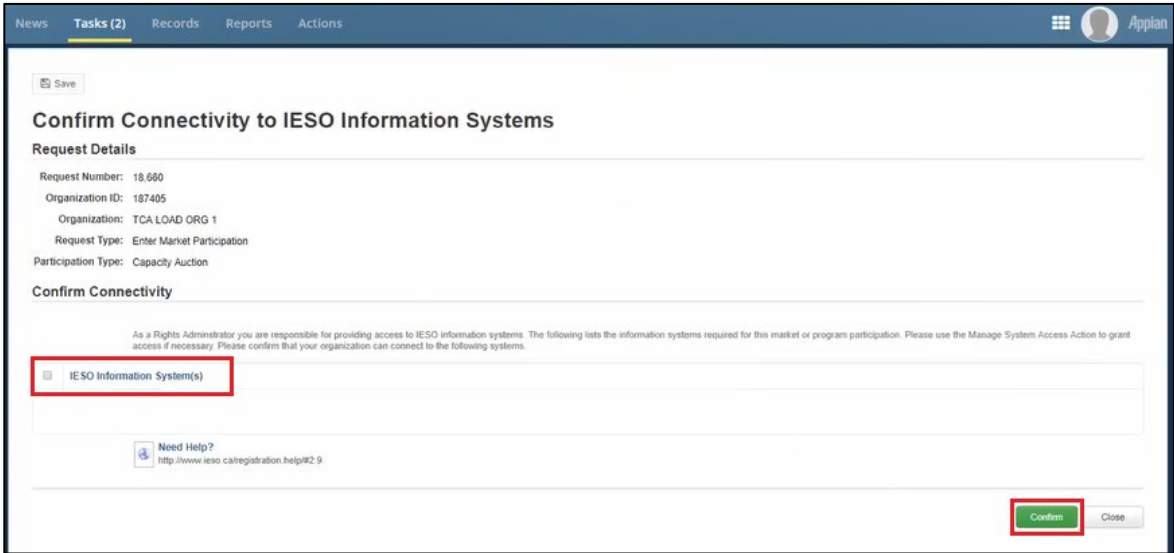 News Tasks (2) Records Reports Actions Appian
Save
Confirm Connectivity to IESO Information Systems
Request Details
Request Number: 18,660
Organization ID: 187405
Organization: TCA LOAD ORG 1
Request Type: Enter Market Participation
Participation Type: Capacity Auction
Confirm Connectivity
As a Rights Adminstrator you are responsible for providing access to IESO information systems. The following lists the information systems required for this market or program participation. Please use the Manage System Access Action to grant
access if necessary. Please confirm that your organization can connect to the following systems.
IESO Information System(s)
Need Help?
http://www.ieso.ca/registration.help/#2.9
Confirm Close